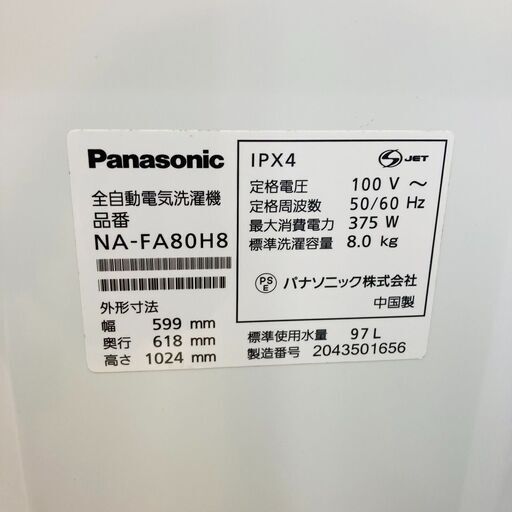 Panasonic
全自動電気洗濯機
品番
NA-FA80H8
外形寸法
幅 599 mm
奥行 618 mm
高さ 1024 mm
IPX4
S JET
定格電圧 100 V ～
定格周波数 50/60 Hz
最大消費電力 375 W
標準洗濯容量 8.0 kg
PS
E
パナソニック株式会社
中国製
標準使用水量 97 L
製造番号 2043501656